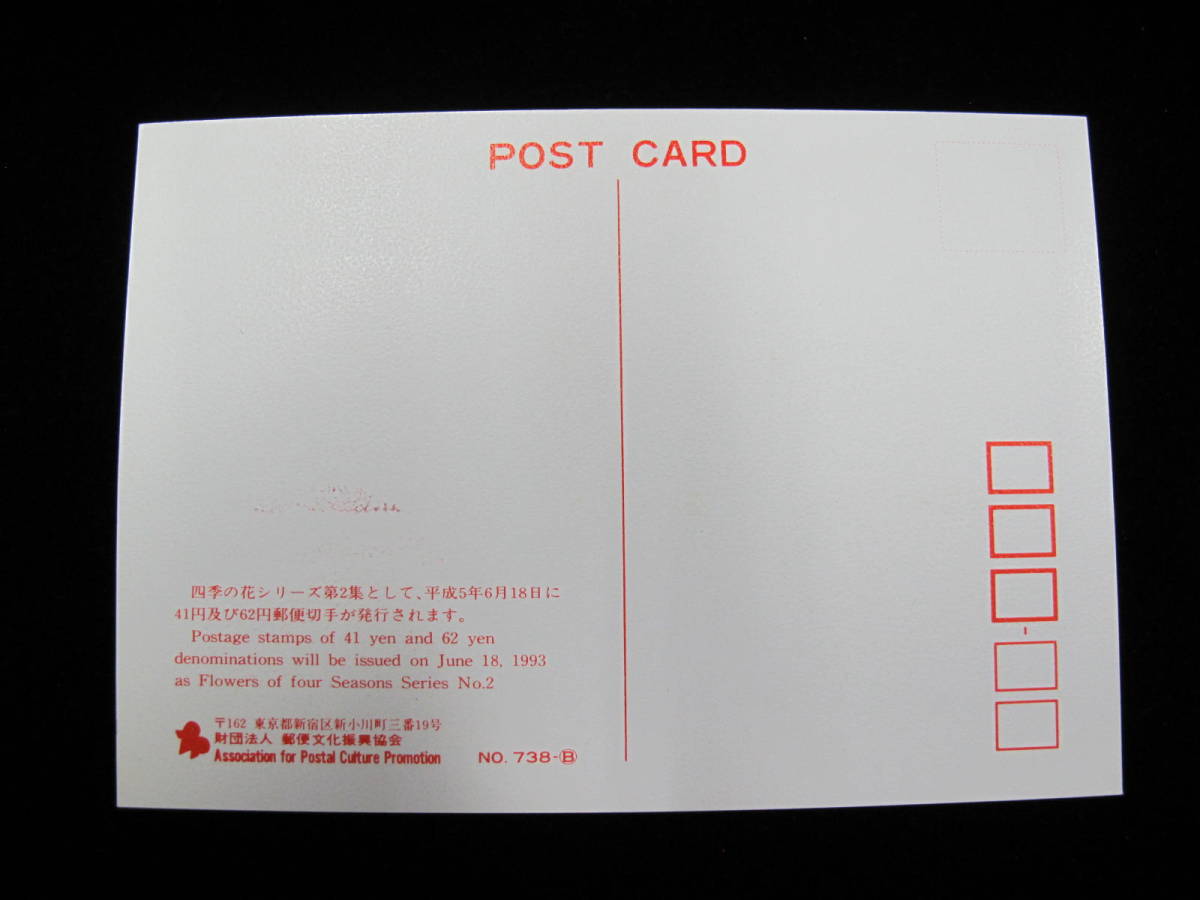 POST CARD
四季の花シリーズ第2集として、平成5年6月18日に
41円及び62円郵便切手が発行されます。
Postage stamps of 41 yen and 62 yen
denominations will be issued on June 18, 1993
as Flowers of four Seasons Series No.2
〒162 東京都新宿区新小川町三番19号
財団法人 郵便文化振興協会
Association for Postal Culture Promotion
NO. 738-Ⓑ